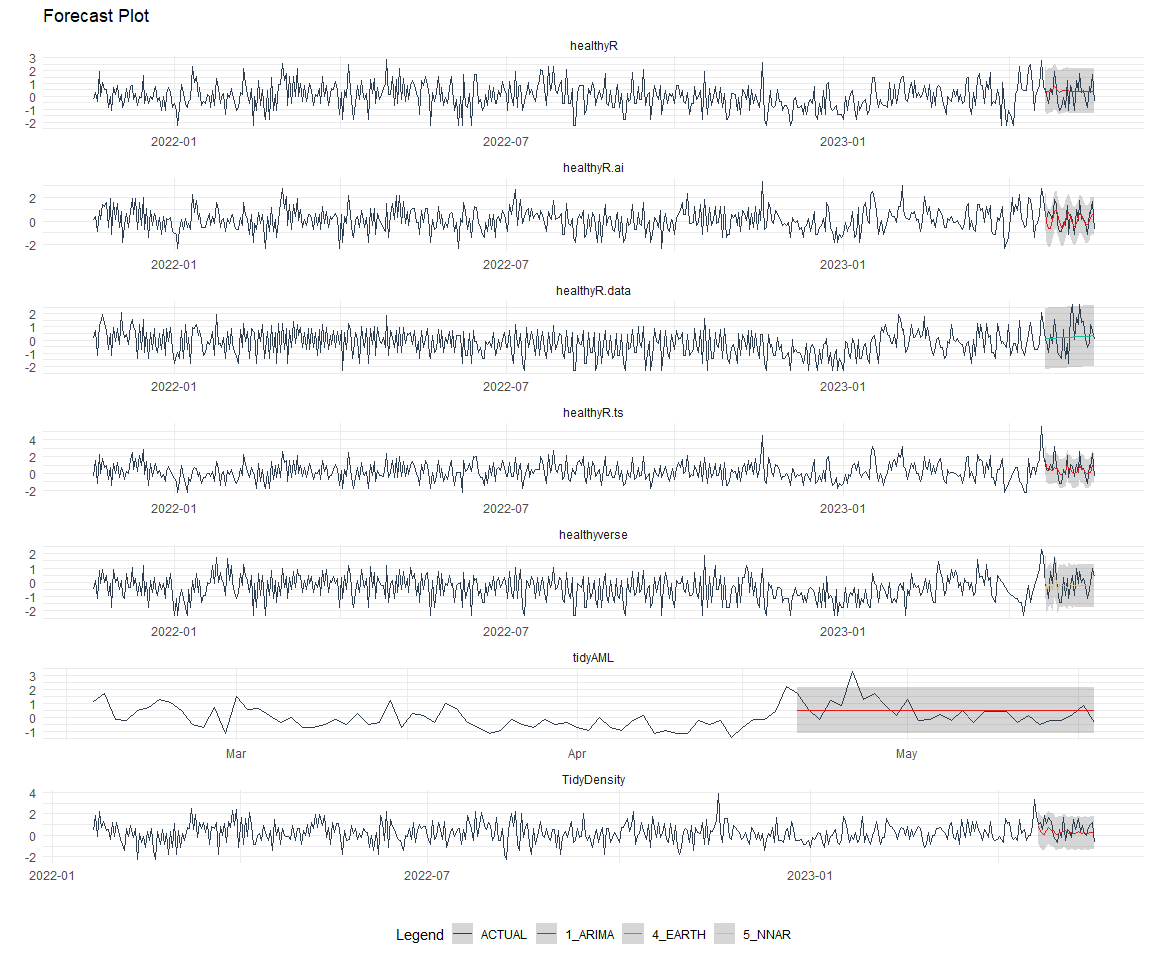 Forecast Plot
healthyR
3
2
1
0
-1
-2
2022-01 2022-07 2023-01
healthyR.ai
2
0
-2
2022-01 2022-07 2023-01
healthyR.data
2
1
0
-1
-2
2022-01 2022-07 2023-01
healthyR.ts
4
2
0
-2
2022-01 2022-07 2023-01
healthyverse
2
1
0
-1
-2
2022-01 2022-07 2023-01
tidyAML
3
2
1
0
-1
Mar Apr May
TidyDensity
4
2
0
-2
2022-01 2022-07 2023-01
Legend ACTUAL 1_ARIMA 4_EARTH 5_NNAR